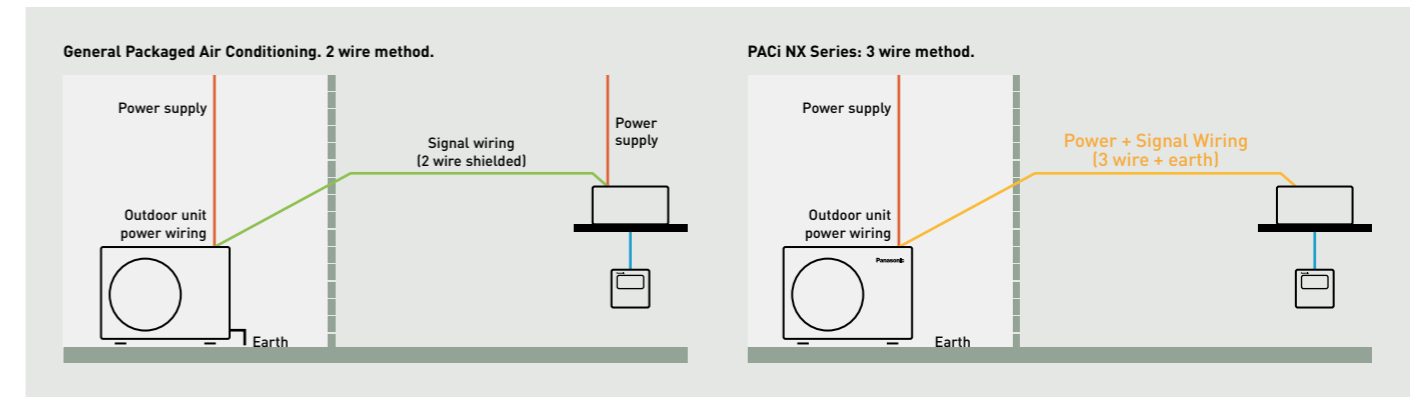 General Packaged Air Conditioning. 2 wire method.
Power supply
Signal wiring
(2 wire shielded)
Power
supply
Outdoor unit
power wiring
Earth
PACi NX Series: 3 wire method.
Power supply
Power + Signal Wiring
(3 wire + earth)
Outdoor unit
power wiring
Panasonic
Earth